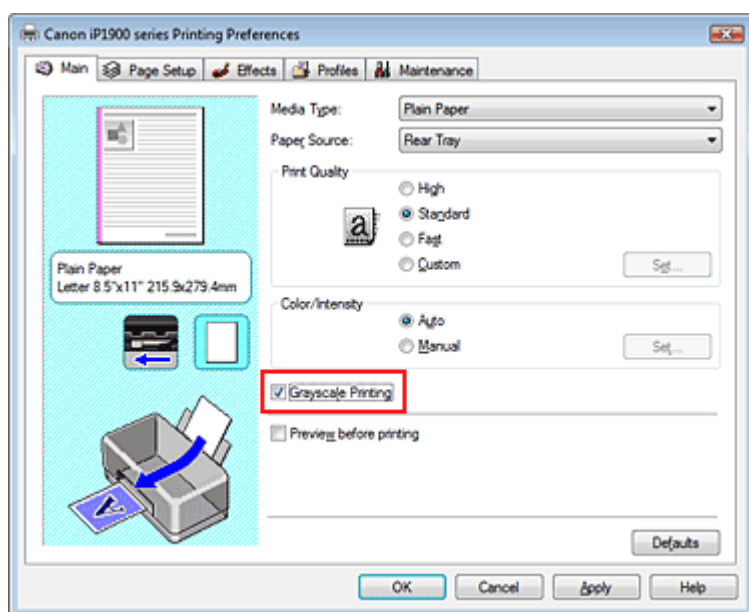 Canon iP1900 series Printing Preferences
Main Page Setup Effects Profiles Maintenance
Media Type: Plain Paper
Paper Source: Rear Tray
Print Quality
High
a Standard
Fast
Custom Set...
Plain Paper
Letter 8.5"x11" 215.9x279.4mm
Color/Intensity
Auto
Manual Set...
Grayscale Printing
Preview before printing
Defaults
OK Cancel Apply Help